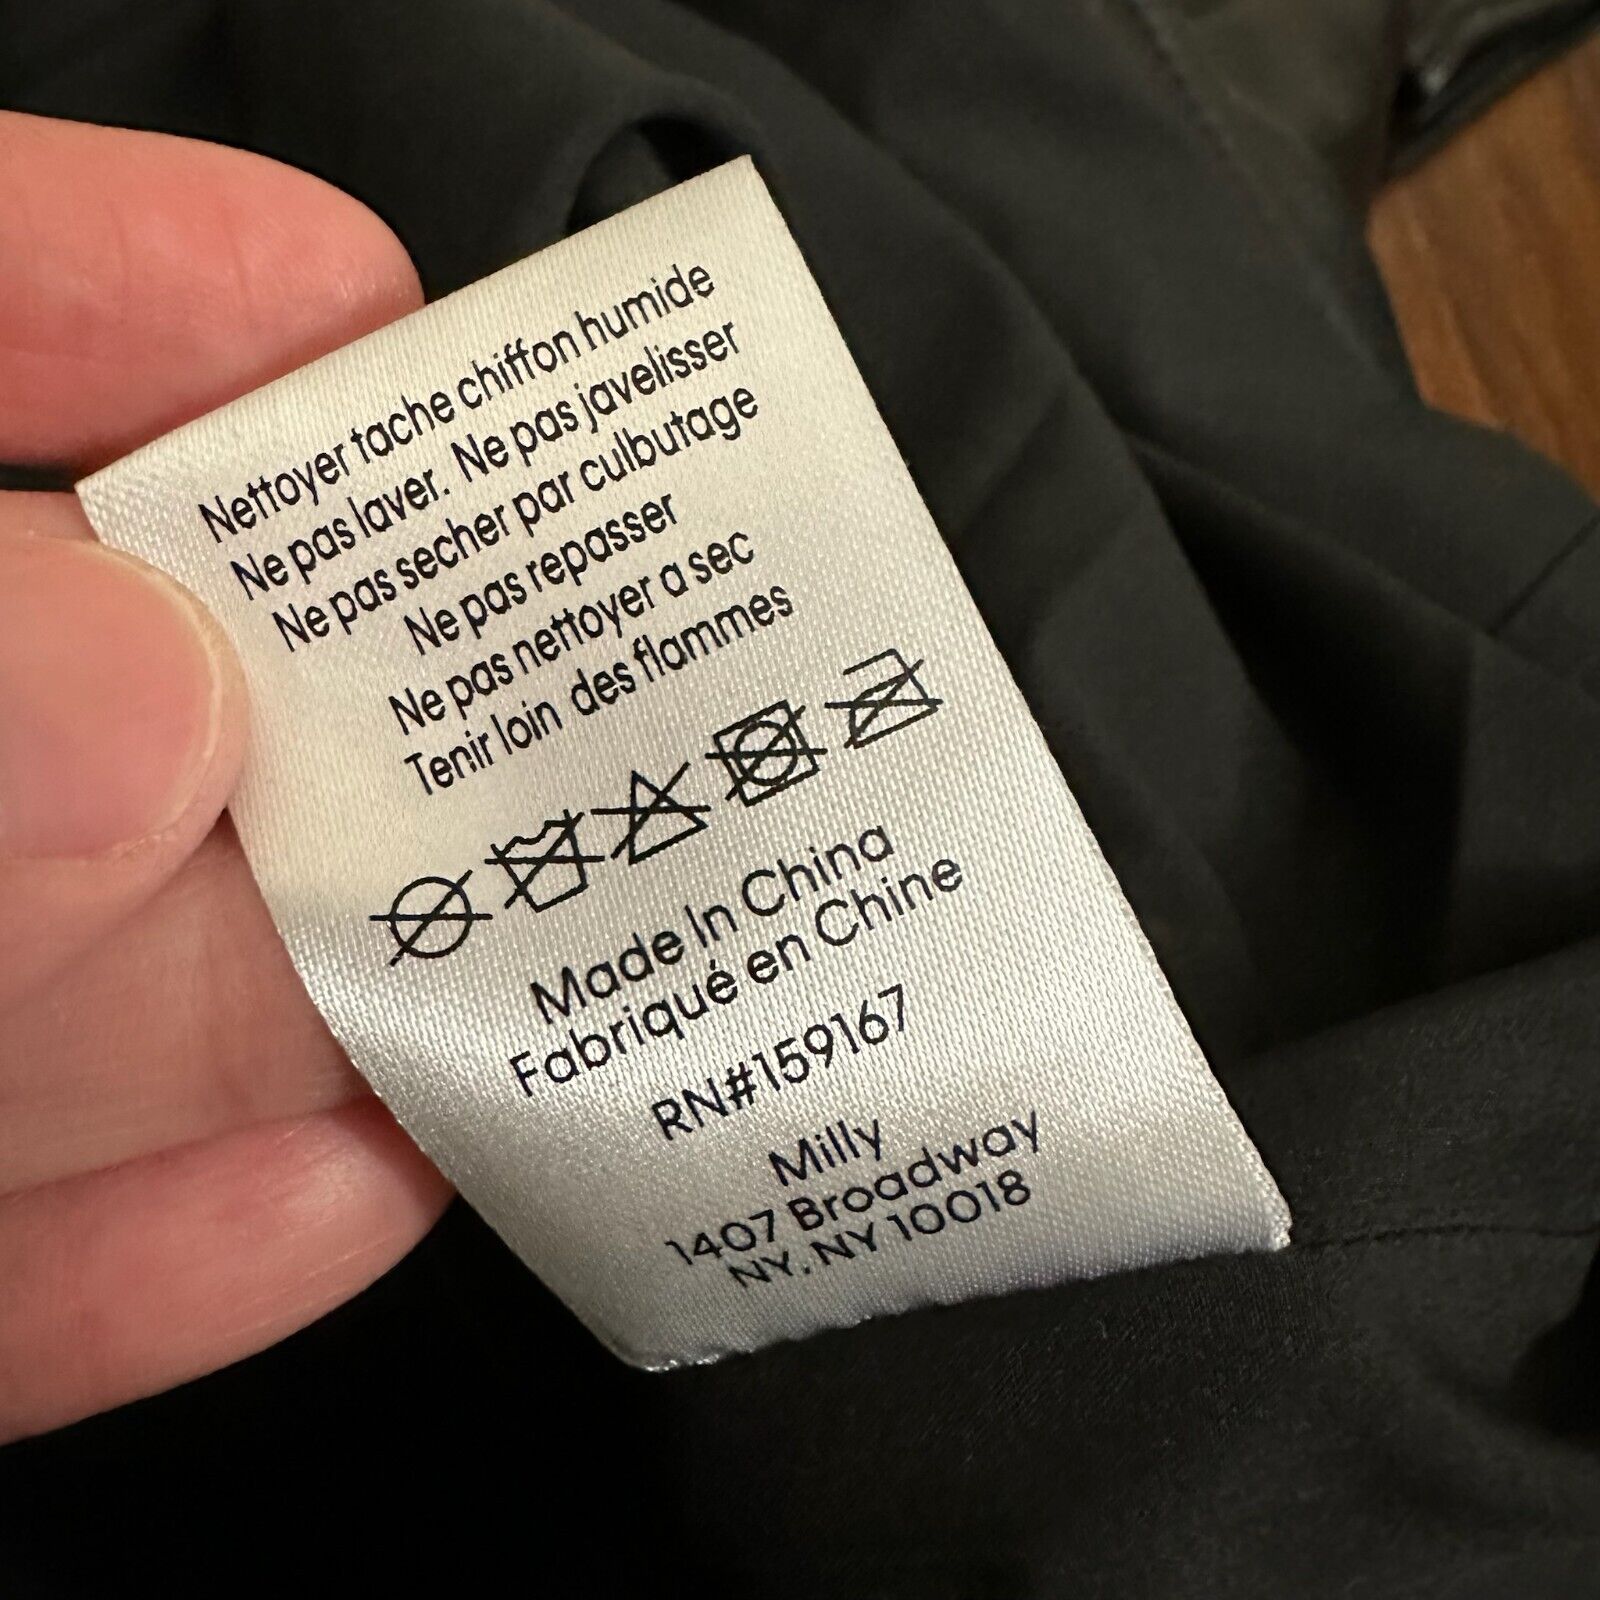 Nettoyer tache chiffon humide
Ne pas laver. Ne pas javelisser
Ne pas secher par culbutage
Ne pas repasser
Ne pas nettoyer a sec
Tenir loin des flammes
Made In China
Fabriqué en Chine
RN#159167
Milly
1407 Broadway
NY, NY 10018